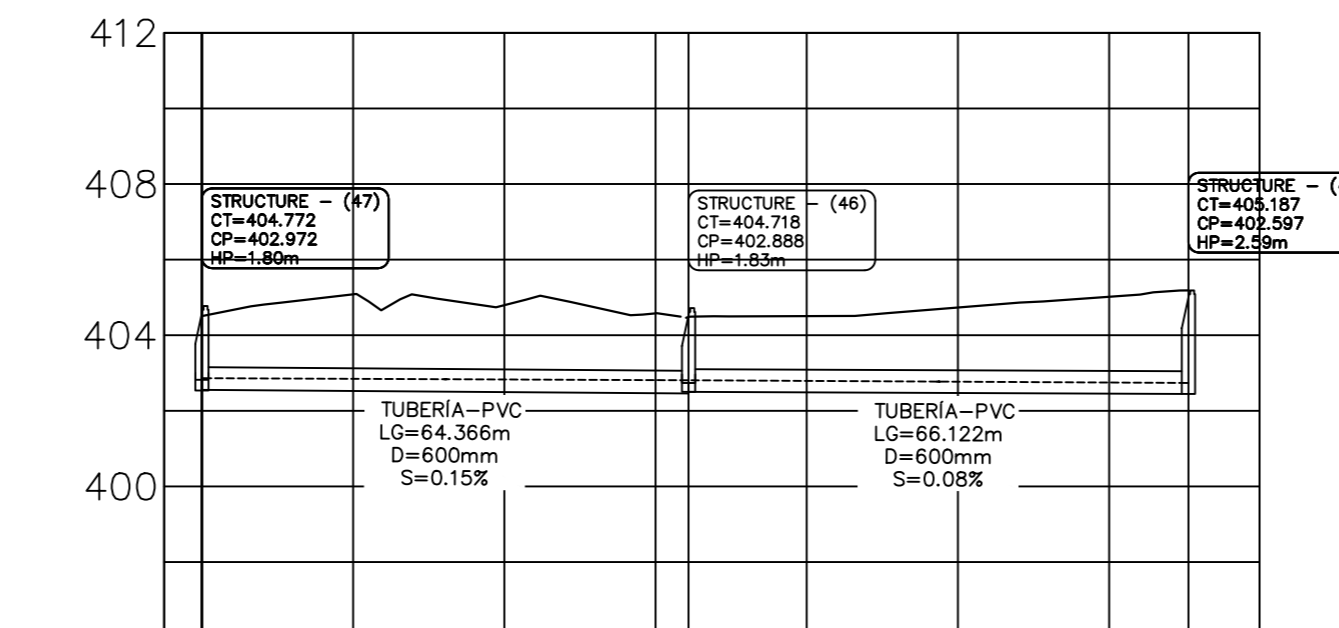 412
408
404
400
STRUCTURE - (47)
CT=404.772
CP=402.972
HP=1.80m
STRUCTURE - (46)
CT=404.718
CP=402.888
HP=1.83m
STRUCTURE - (
CT=405.187
CP=402.597
HP=2.59m
TUBERÍA-PVC
LG=64.366m
D=600mm
S=0.15%
TUBERÍA-PVC
LG=66.122m
D=600mm
S=0.08%